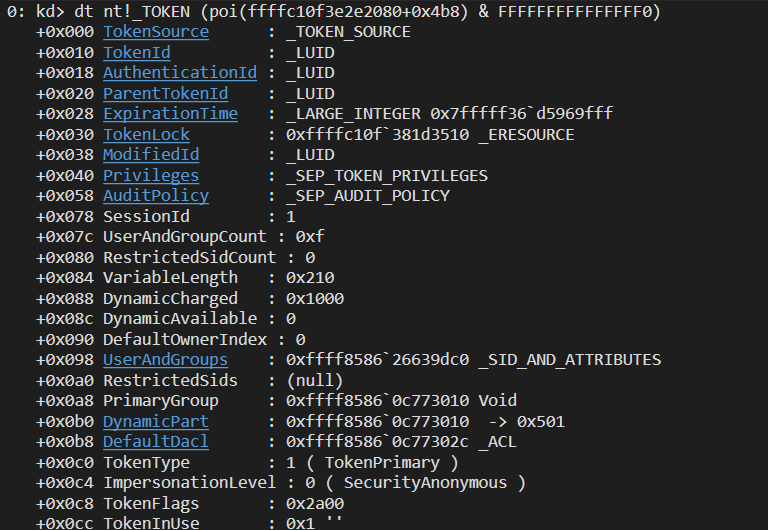 0: kd> dt nt!_TOKEN (poi(ffffc10f3e2e2080+0x4b8) & FFFFFFFFFFFFFFF0)
+0x000 TokenSource : _TOKEN_SOURCE
+0x010 TokenId : _LUID
+0x018 AuthenticationId : _LUID
+0x020 ParentTokenId : _LUID
+0x028 ExpirationTime : _LARGE_INTEGER 0x7fffff36`d5969fff
+0x030 TokenLock : 0xffffc10f`381d3510 _ERESOURCE
+0x038 ModifiedId : _LUID
+0x040 Privileges : _SEP_TOKEN_PRIVILEGES
+0x058 AuditPolicy : _SEP_AUDIT_POLICY
+0x078 SessionId : 1
+0x07c UserAndGroupCount : 0xf
+0x080 RestrictedSidCount : 0
+0x084 VariableLength : 0x210
+0x088 DynamicCharged : 0x1000
+0x08c DynamicAvailable : 0
+0x090 DefaultOwnerIndex : 0
+0x098 UserAndGroups : 0xffff8586`26639dc0 _SID_AND_ATTRIBUTES
+0x0a0 RestrictedSids : (null)
+0x0a8 PrimaryGroup : 0xffff8586`0c773010 Void
+0x0b0 DynamicPart : 0xffff8586`0c773010 -> 0x501
+0x0b8 DefaultDacl : 0xffff8586`0c77302c _ACL
+0x0c0 TokenType : 1 ( TokenPrimary )
+0x0c4 ImpersonationLevel : 0 ( SecurityAnonymous )
+0x0c8 TokenFlags : 0x2a00
+0x0cc TokenInUse : 0x1 ''